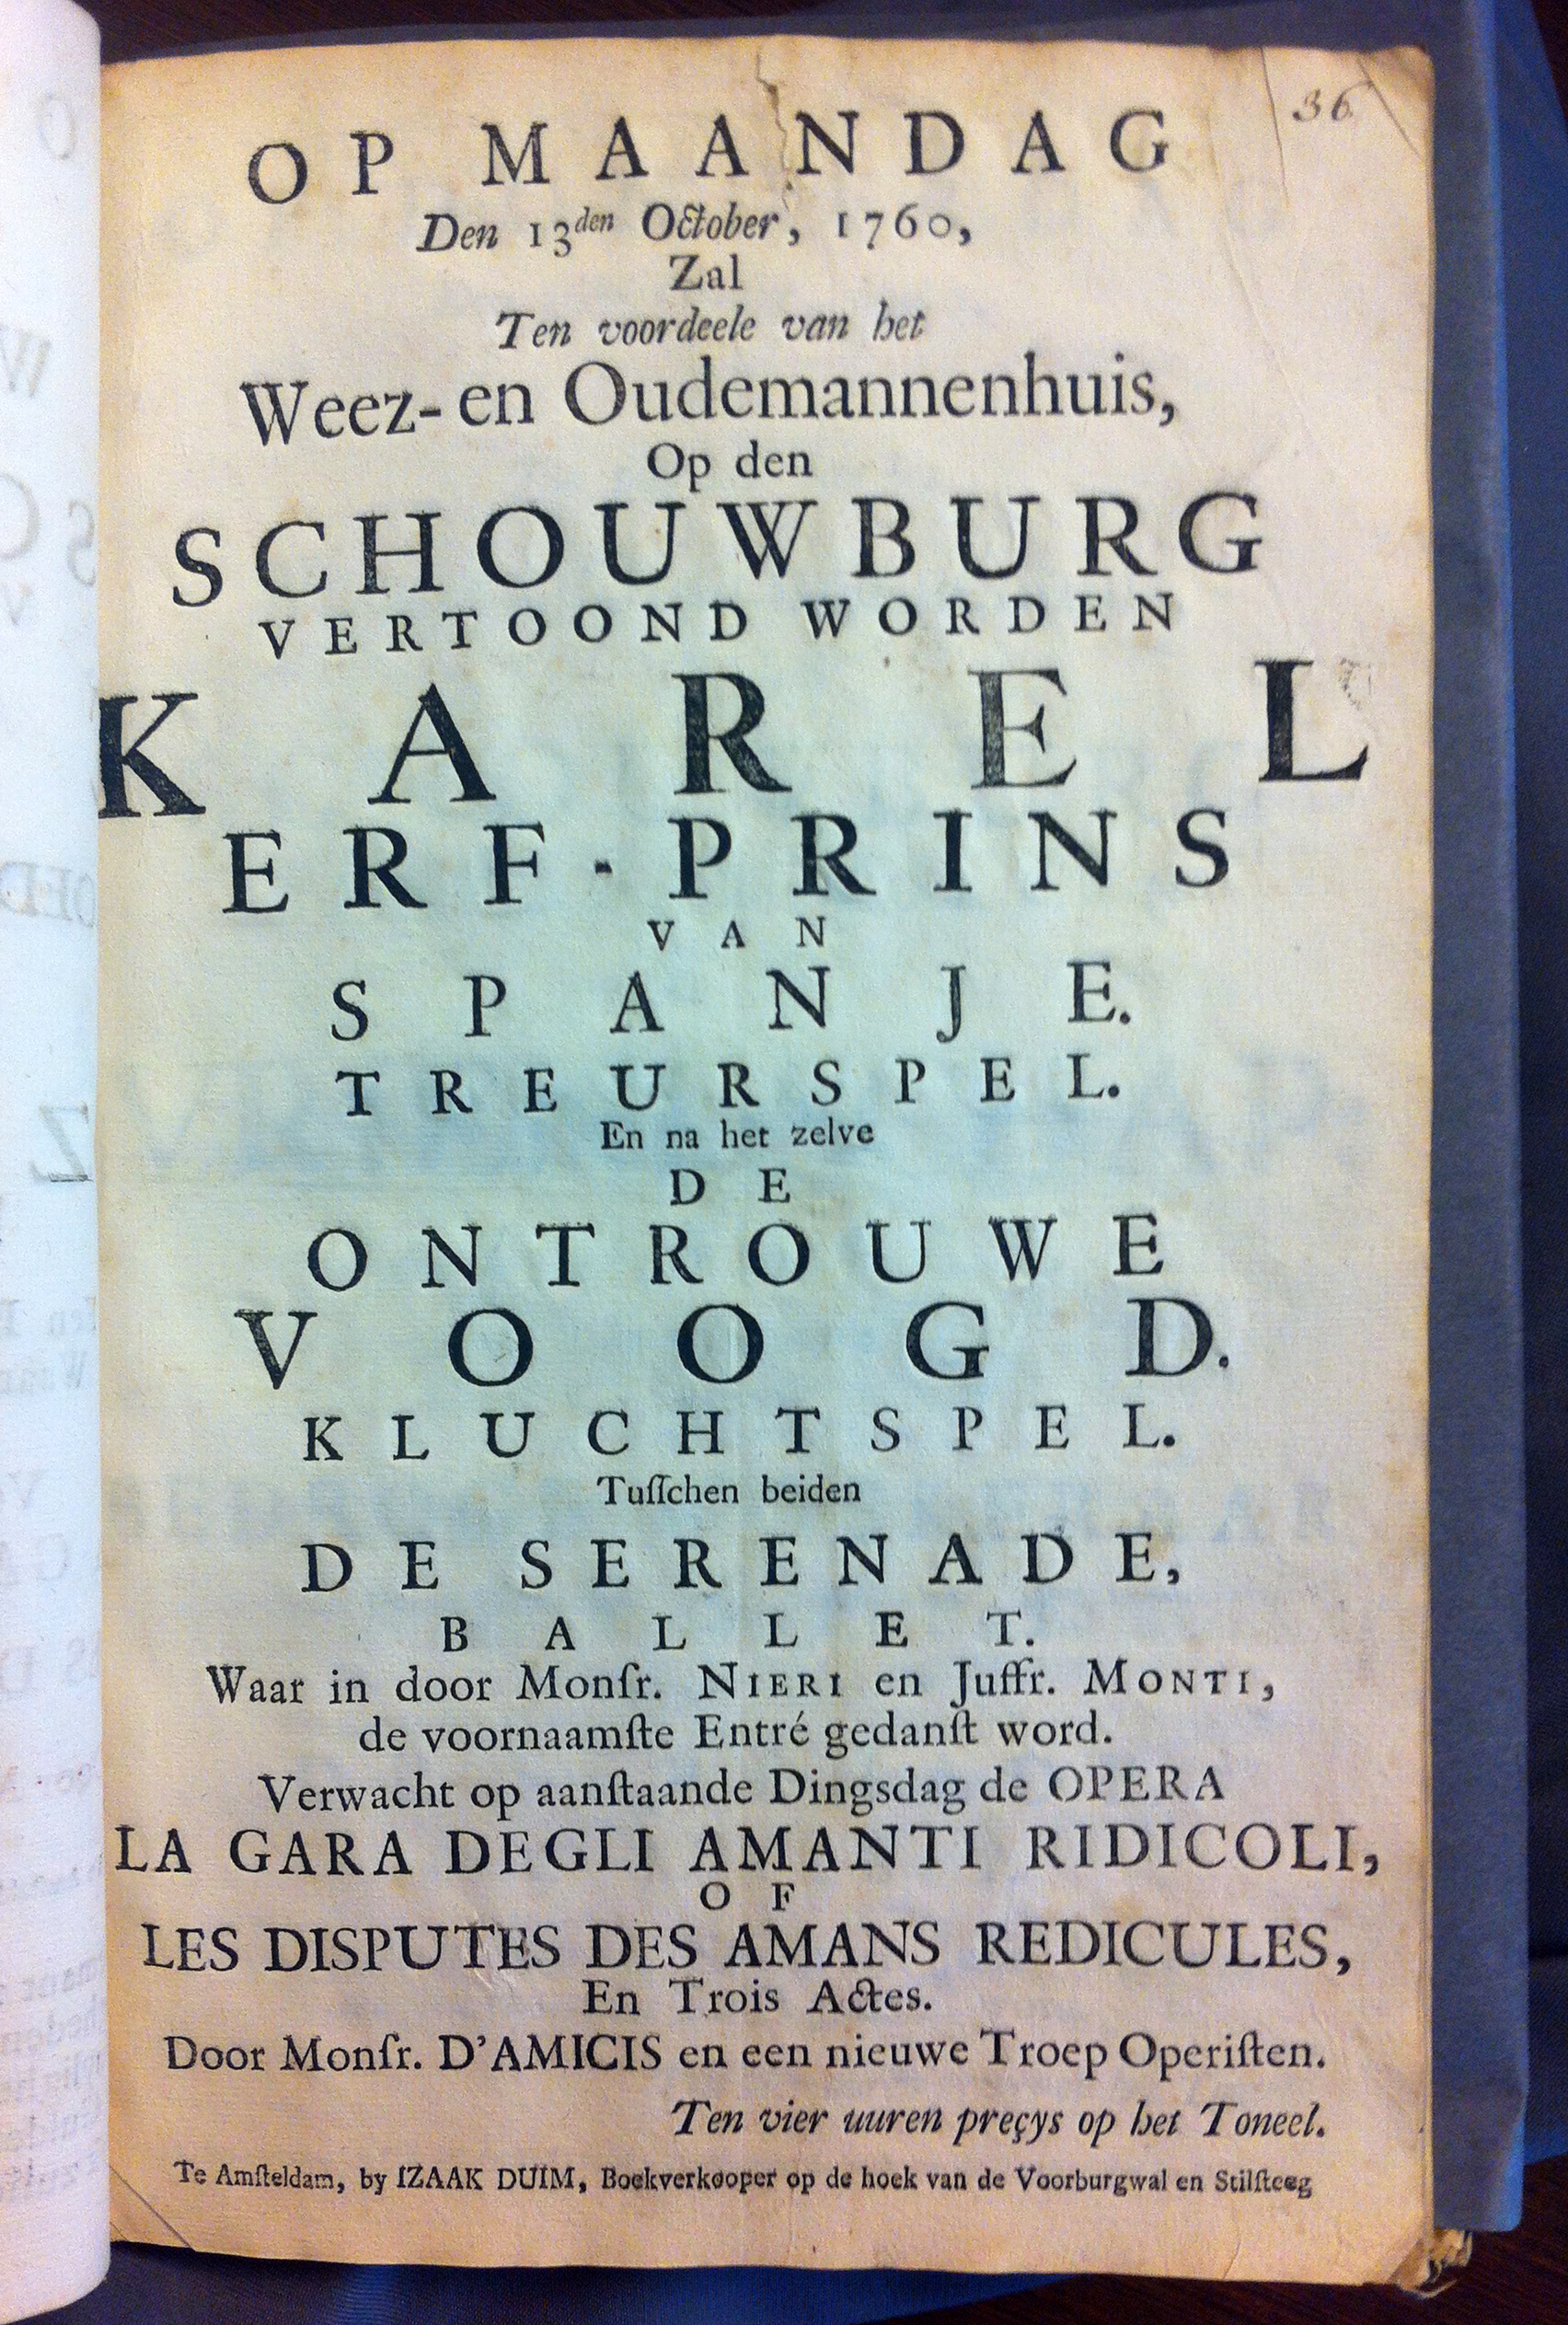 36
OP MAANDAG
Den 13den October, 1760,
Zal
Ten voordeele van het
Weez- en Oudemannenhuis,
Op den
SCHOUWBURG
VERTOOND WORDEN
KAREL
ERF-PRINS
VAN
SPANJE.
TREURSPEL.
En na het zelve
DE
ONTROUWE
VOOGD.
KLUCHTSPEL.
Tuſſchen beiden
DE SERENADE,
BALLET.
Waar in door Monſr. NIERI en Juffr. MONTI,
de voornaamſte Entré gedanſt word.
Verwacht op aanſtaande Dingsdag de OPERA
LA GARA DEGLI AMANTI RIDICOLI,
OF
LES DISPUTES DES AMANS REDICULES,
En Trois Actes.
Door Monſr. D'AMICIS en een nieuwe Troep Operiſten.
Ten vier uuren preçys op het Toneel.
Te Amſteldam, by IZAAK DUIM, Boekverkooper op de hoek van de Voorburgwal en Stilſteeg